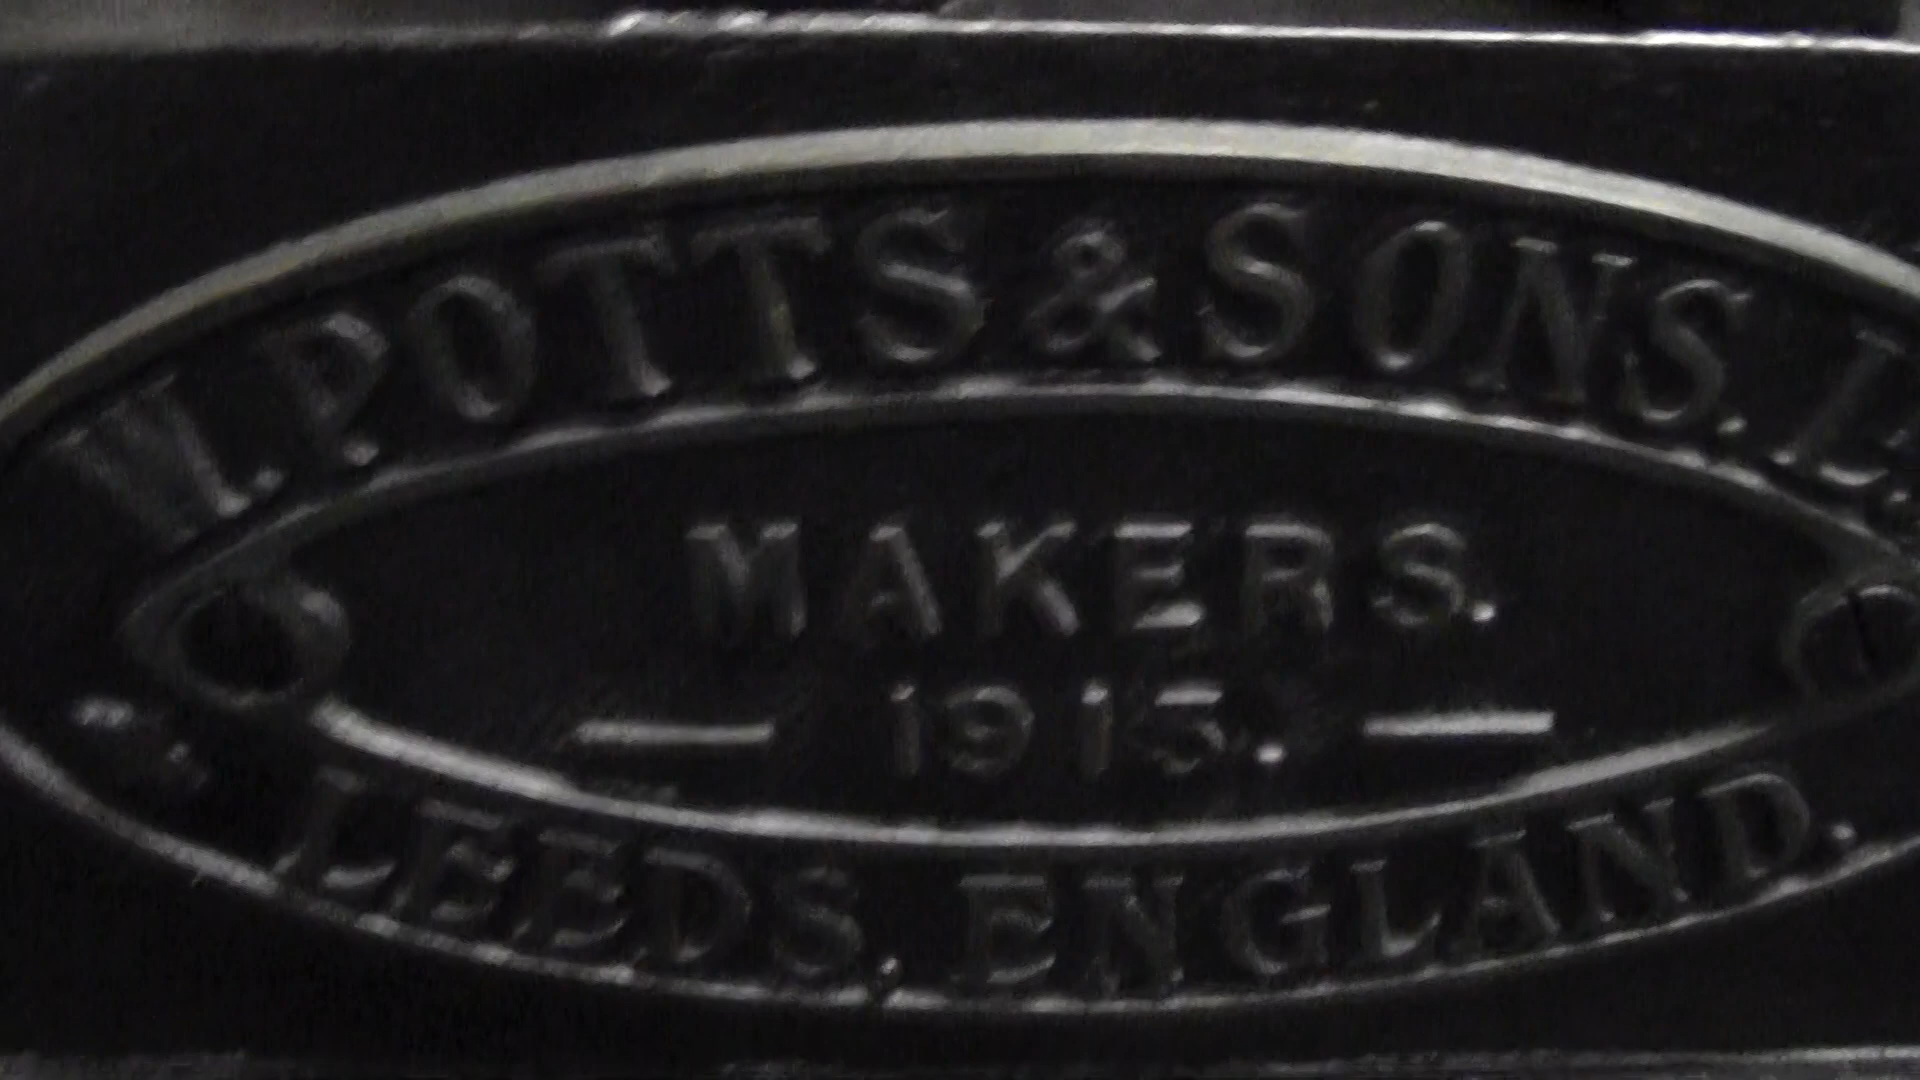 W. POTTS & SONS. L
MAKERS.
— 1915. —
LEEDS, ENGLAND.